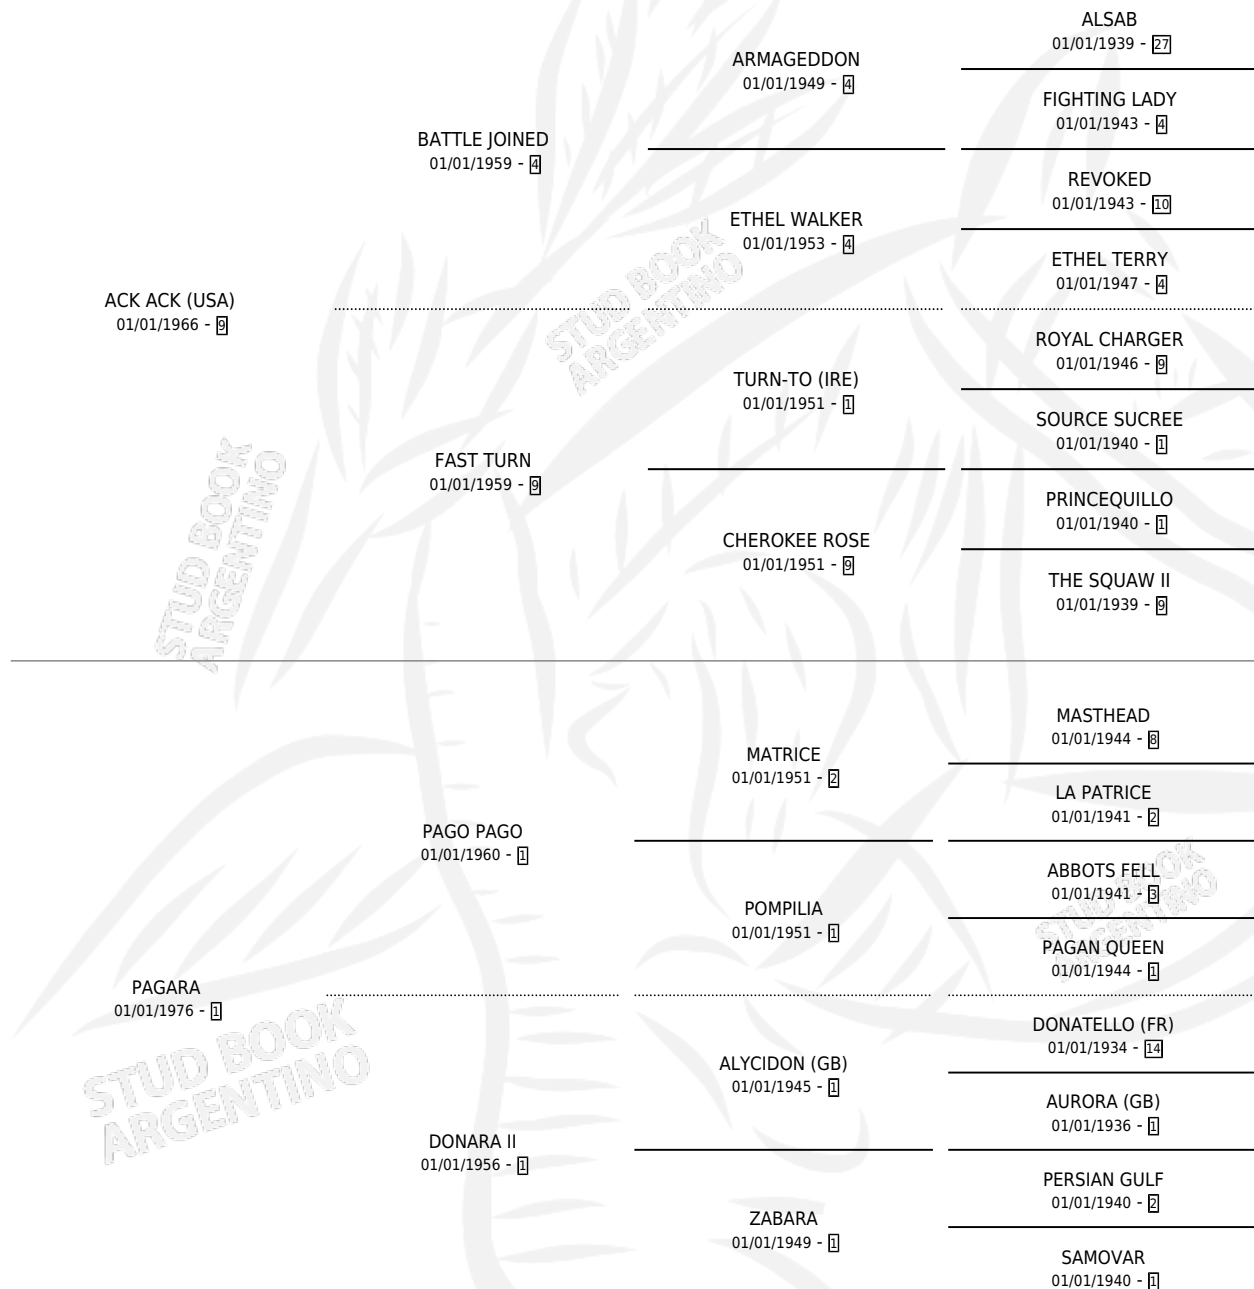 ALSAB
01/01/1939 - 27
ARMAGEDDON
01/01/1949 - 4
FIGHTING LADY
01/01/1943 - 4
BATTLE JOINED
01/01/1959 - 4
REVOKED
01/01/1943 - 10
ETHEL WALKER
01/01/1953 - 4
ETHEL TERRY
01/01/1947 - 4
ACK ACK (USA)
01/01/1966 - 9
ROYAL CHARGER
01/01/1946 - 9
TURN-TO (IRE)
01/01/1951 - 1
SOURCE SUCREE
01/01/1940 - 1
FAST TURN
01/01/1959 - 9
PRINCEQUILLO
01/01/1940 - 1
CHEROKEE ROSE
01/01/1951 - 9
THE SQUAW II
01/01/1939 - 9
MASTHEAD
01/01/1944 - 8
MATRICE
01/01/1951 - 2
LA PATRICE
01/01/1941 - 2
PAGO PAGO
01/01/1960 - 1
ABBOTS FELL
01/01/1941 - 3
POMPILIA
01/01/1951 - 1
PAGAN QUEEN
01/01/1944 - 1
PAGARA
01/01/1976 - 1
DONATELLO (FR)
01/01/1934 - 14
ALYCIDON (GB)
01/01/1945 - 1
AURORA (GB)
01/01/1936 - 1
DONARA II
01/01/1956 - 1
PERSIAN GULF
01/01/1940 - 2
ZABARA
01/01/1949 - 1
SAMOVAR
01/01/1940 - 1
STUD BOOK
ARGENTINO
STUD BOOK
ARGENTINO
STUD BOOK
ARGENTINO
STUD BOOK
ARGENTINO